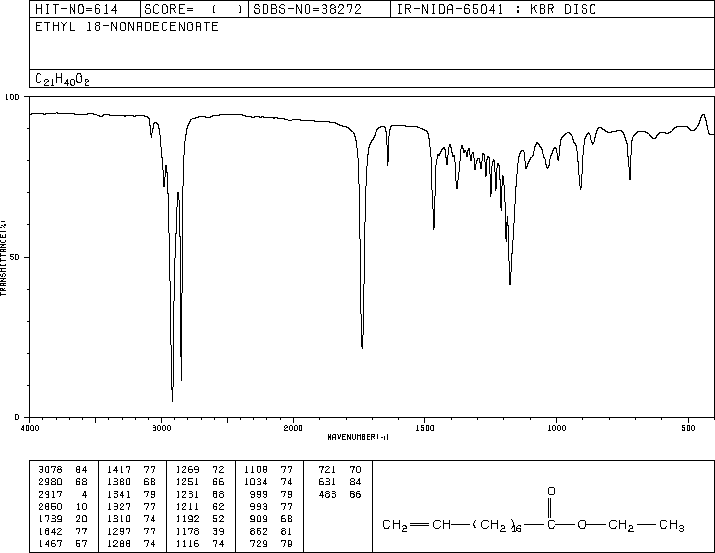 HIT-NO=614 SCORE= ( ) SDBS-NO=38272 IR-NIDA-65041 : KBR DISC
ETHYL 18-NONADECENOATE
C21H40O2
100
50
0
TRANSMITTANCE(%)
4000 3000 2000 1500 1000 500
WAVENUMBER(-1)
3078 84 1417 77 1269 72 1108 77 721 70
2980 68 1380 68 1251 66 1034 74 631 84
2917 4 1341 79 1231 68 999 79 483 86
2850 10 1327 77 1211 62 993 77
1739 20 1310 74 1192 52 909 68
1642 77 1297 77 1178 39 862 81
1467 57 1288 74 1116 74 729 79
O
CH2=CH—(CH2)16—C—O—CH2—CH3